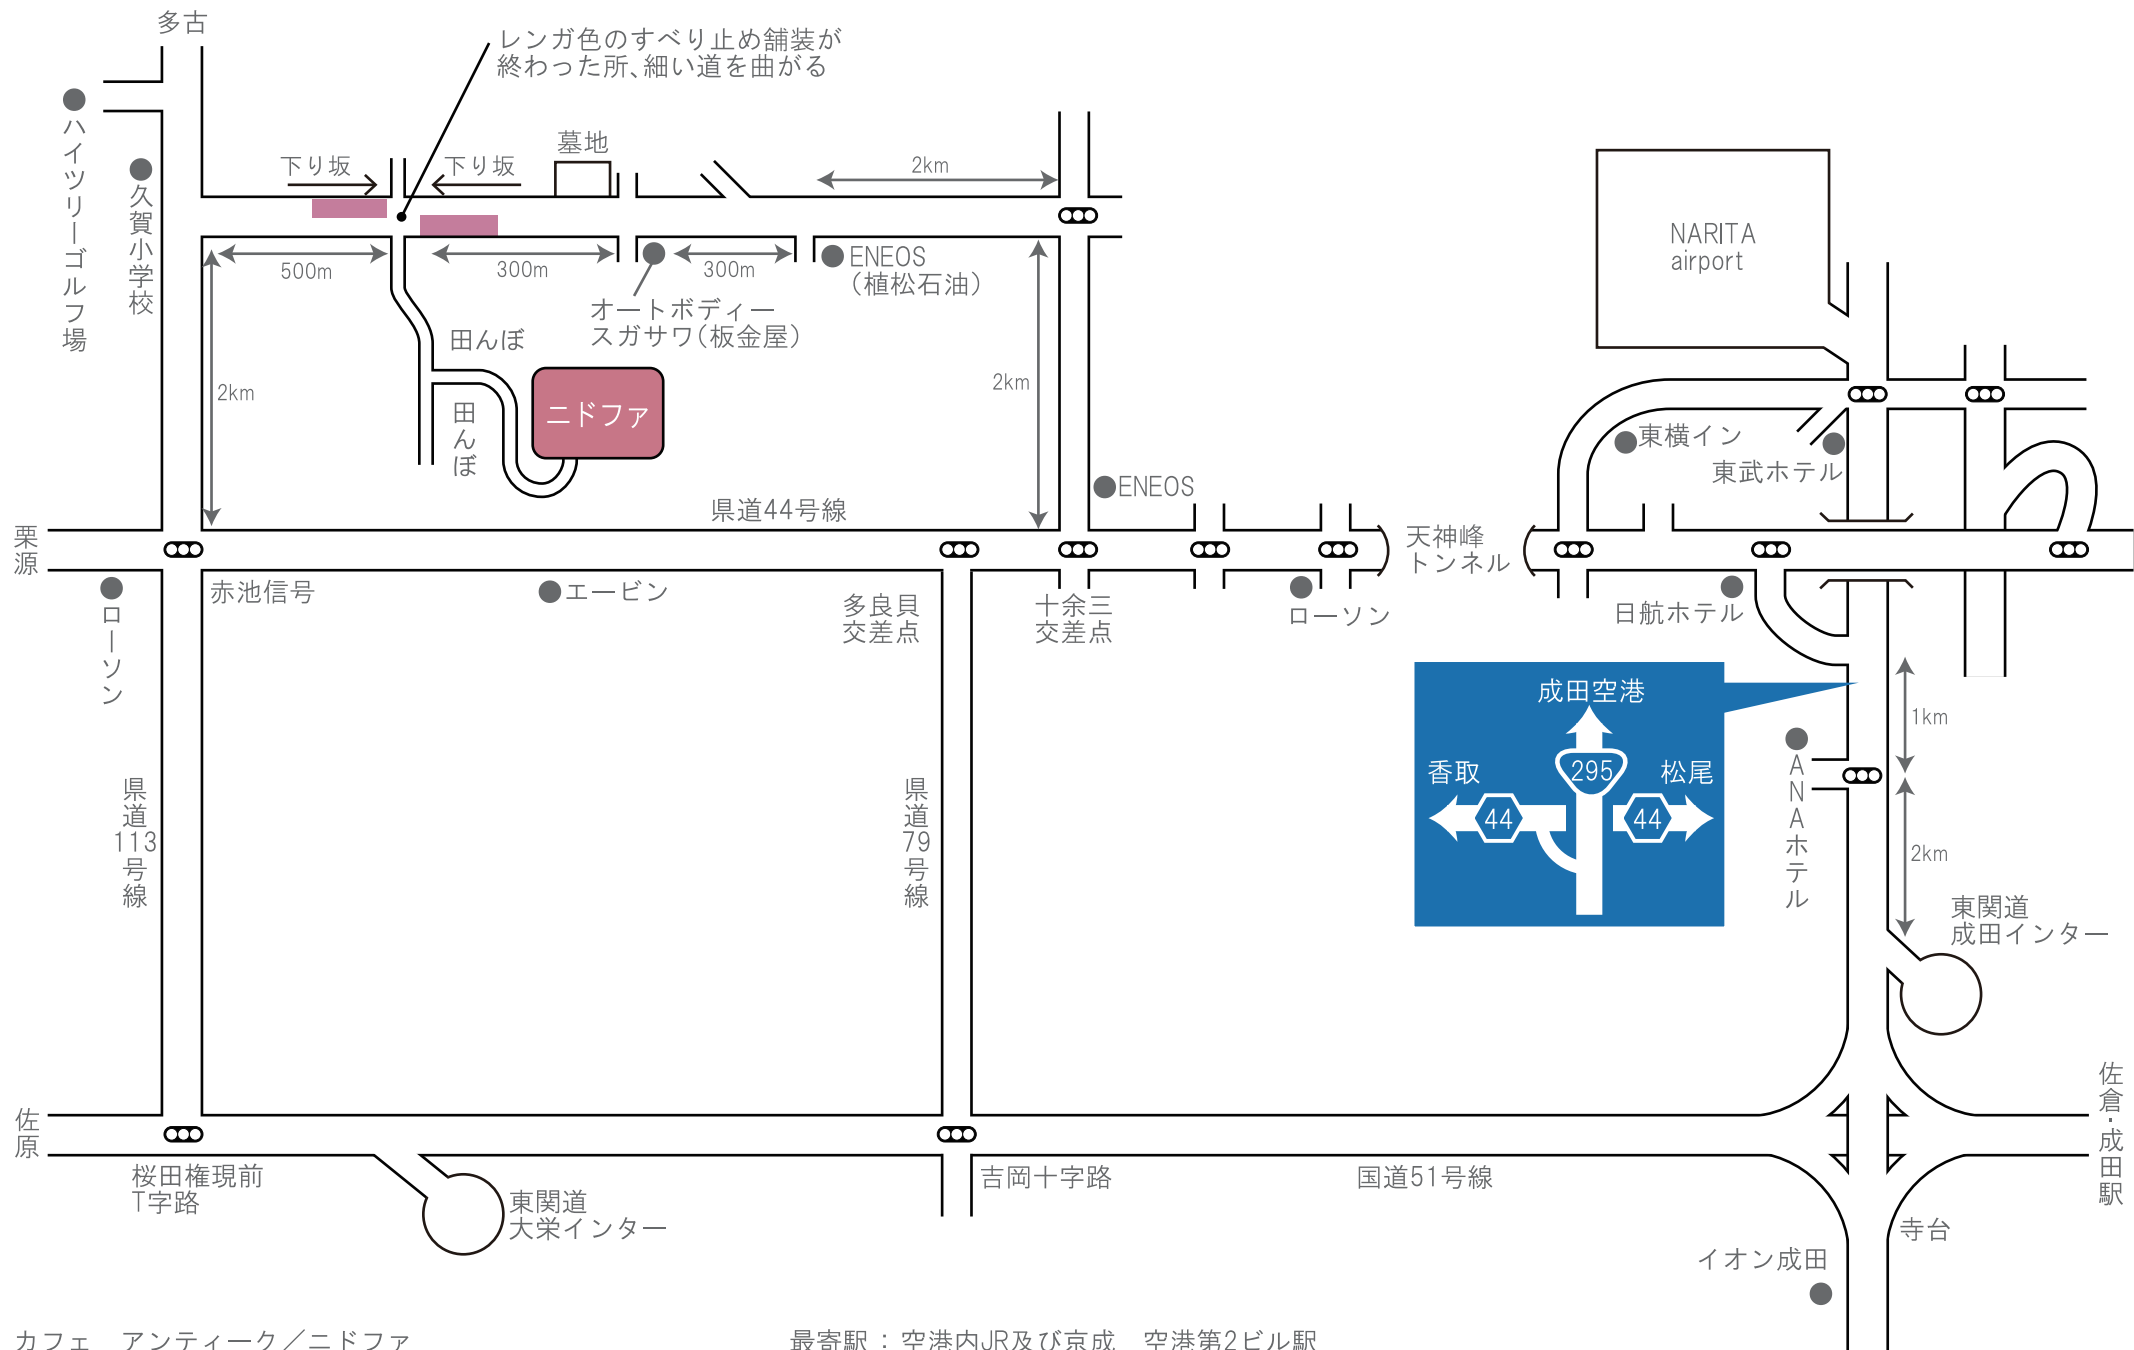 多古
レンガ色のすべり止め舗装が
終わった所、細い道を曲がる
ハイツリーゴルフ場
久賀小学校
下り坂
下り坂
墓地
2km
500m
300m
300m
ENEOS
（植松石油）
オートボディー
スガサワ（板金屋）
田んぼ
田んぼ
ニドファ
2km
2km
NARITA
airport
東横イン
東武ホテル
ENEOS
県道44号線
栗源
天神峰
トンネル
赤池信号
エービン
多良貝
交差点
十余三
交差点
ローソン
日航ホテル
ローソン
成田空港
香取
295
松尾
44
44
1km
ANAホテル
2km
県道113号線
県道79号線
東関道
成田インター
佐原
佐倉・成田駅
桜田権現前
T字路
東関道
大栄インター
吉岡十字路
国道51号線
寺台
イオン成田
カフェ　アンティーク／ニドファ
最寄駅：空港内JR及び京成　空港第2ビル駅